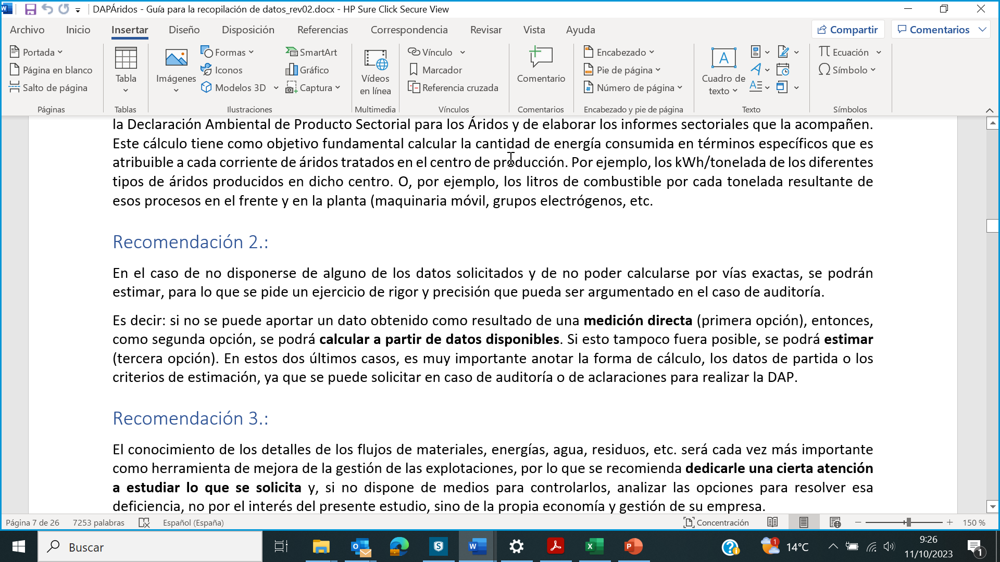 DAPÁridos - Guía para la recopilación de datos_rev02.docx - HP Sure Click Secure View
Archivo Inicio Insertar Diseño Disposición Referencias Correspondencia Revisar Vista Ayuda Compartir Comentarios
Portada
Página en blanco
Salto de página
Páginas
Tabla
Tablas
Imágenes
Formas
Iconos
Modelos 3D
SmartArt
Gráfico
Captura
Ilustraciones
Vídeos
en línea
Multimedia
Vínculo
Marcador
Referencia cruzada
Vínculos
Comentario
Comentarios
Encabezado
Pie de página
Número de página
Encabezado y pie de página
Cuadro de
texto
Texto
Ecuación
Símbolo
Símbolos
la Declaración Ambiental de Producto Sectorial para los Áridos y de elaborar los informes sectoriales que la acompañen.
Este cálculo tiene como objetivo fundamental calcular la cantidad de energía consumida en términos específicos que es
atribuible a cada corriente de áridos tratados en el centro de producción. Por ejemplo, los kWh/tonelada de los diferentes
tipos de áridos producidos en dicho centro. O, por ejemplo, los litros de combustible por cada tonelada resultante de
esos procesos en el frente y en la planta (maquinaria móvil, grupos electrógenos, etc.
Recomendación 2.:
En el caso de no disponerse de alguno de los datos solicitados y de no poder calcularse por vías exactas, se podrán
estimar, para lo que se pide un ejercicio de rigor y precisión que pueda ser argumentado en el caso de auditoría.
Es decir: si no se puede aportar un dato obtenido como resultado de una medición directa (primera opción), entonces,
como segunda opción, se podrá calcular a partir de datos disponibles. Si esto tampoco fuera posible, se podrá estimar
(tercera opción). En estos dos últimos casos, es muy importante anotar la forma de cálculo, los datos de partida o los
criterios de estimación, ya que se puede solicitar en caso de auditoría o de aclaraciones para realizar la DAP.
Recomendación 3.:
El conocimiento de los detalles de los flujos de materiales, energías, agua, residuos, etc. será cada vez más importante
como herramienta de mejora de la gestión de las explotaciones, por lo que se recomienda dedicarle una cierta atención
a estudiar lo que se solicita y, si no dispone de medios para controlarlos, analizar las opciones para resolver esa
deficiencia, no por el interés del presente estudio, sino de la propia economía y gestión de su empresa.
Página 7 de 26 7253 palabras Español (España) Concentración 150 %
Buscar
14°C
9:26
11/10/2023